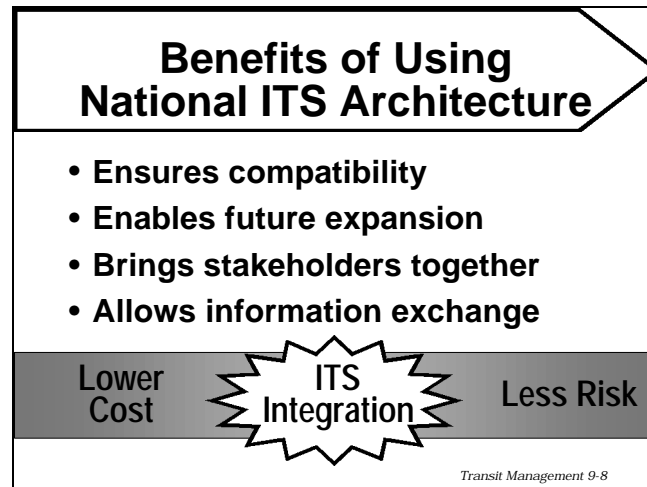 Benefits of Using
National ITS Architecture
• Ensures compatibility
• Enables future expansion
• Brings stakeholders together
• Allows information exchange
Lower
Cost
ITS
Integration
Less Risk
Transit Management 9-8